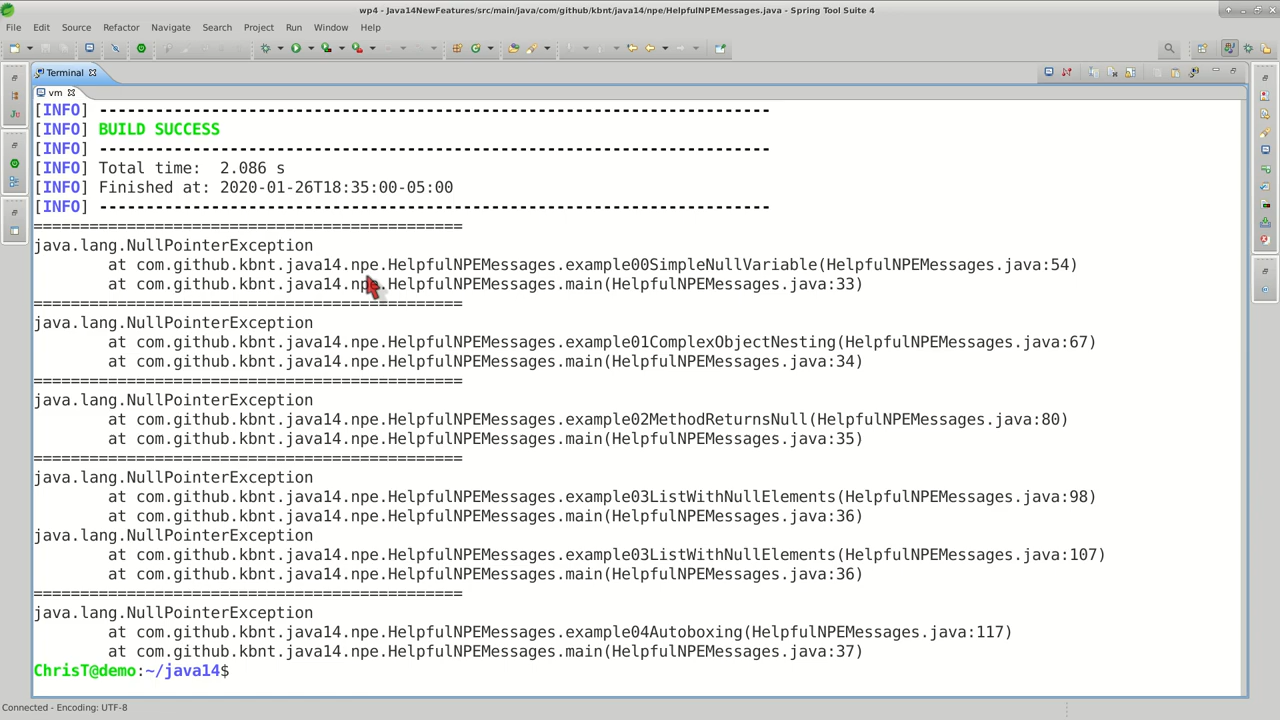 wp4 - Java14NewFeatures/src/main/java/com/github/kbnt/java14/npe/HelpfulNPEMessages.java - Spring Tool Suite 4
File Edit Source Refactor Navigate Search Project Run Window Help
Terminal
vm
[INFO] ------------------------------------------------------------------------
[INFO] BUILD SUCCESS
[INFO] ------------------------------------------------------------------------
[INFO] Total time:  2.086 s
[INFO] Finished at: 2020-01-26T18:35:00-05:00
[INFO] ------------------------------------------------------------------------
==============================================
java.lang.NullPointerException
at com.github.kbnt.java14.npe.HelpfulNPEMessages.example00SimpleNullVariable(HelpfulNPEMessages.java:54)
at com.github.kbnt.java14.npe.HelpfulNPEMessages.main(HelpfulNPEMessages.java:33)
==============================================
java.lang.NullPointerException
at com.github.kbnt.java14.npe.HelpfulNPEMessages.example01ComplexObjectNesting(HelpfulNPEMessages.java:67)
at com.github.kbnt.java14.npe.HelpfulNPEMessages.main(HelpfulNPEMessages.java:34)
==============================================
java.lang.NullPointerException
at com.github.kbnt.java14.npe.HelpfulNPEMessages.example02MethodReturnsNull(HelpfulNPEMessages.java:80)
at com.github.kbnt.java14.npe.HelpfulNPEMessages.main(HelpfulNPEMessages.java:35)
==============================================
java.lang.NullPointerException
at com.github.kbnt.java14.npe.HelpfulNPEMessages.example03ListWithNullElements(HelpfulNPEMessages.java:98)
at com.github.kbnt.java14.npe.HelpfulNPEMessages.main(HelpfulNPEMessages.java:36)
java.lang.NullPointerException
at com.github.kbnt.java14.npe.HelpfulNPEMessages.example03ListWithNullElements(HelpfulNPEMessages.java:107)
at com.github.kbnt.java14.npe.HelpfulNPEMessages.main(HelpfulNPEMessages.java:36)
==============================================
java.lang.NullPointerException
at com.github.kbnt.java14.npe.HelpfulNPEMessages.example04Autoboxing(HelpfulNPEMessages.java:117)
at com.github.kbnt.java14.npe.HelpfulNPEMessages.main(HelpfulNPEMessages.java:37)
ChrisT@demo:~/java14$
Connected - Encoding: UTF-8